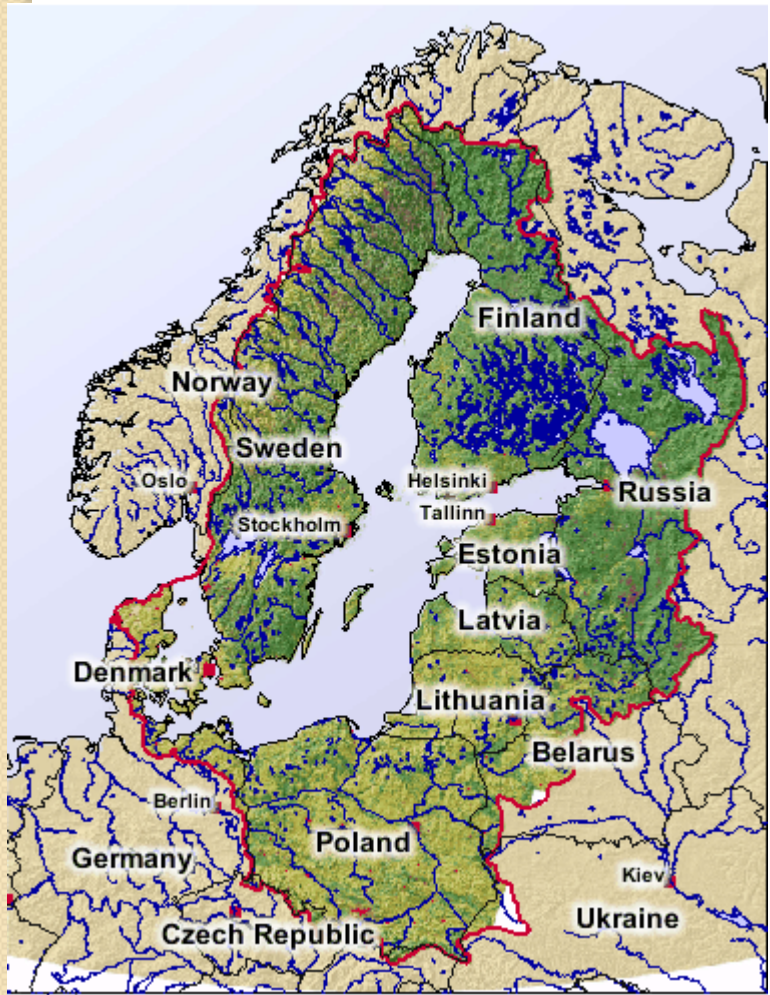 Finland
Norway
Sweden
Oslo
Helsinki
Russia
Tallinn
Stockholm
Estonia
Latvia
Denmark
Lithuania
Belarus
Berlin
Poland
Germany
Kiev
Ukraine
Czech Republic